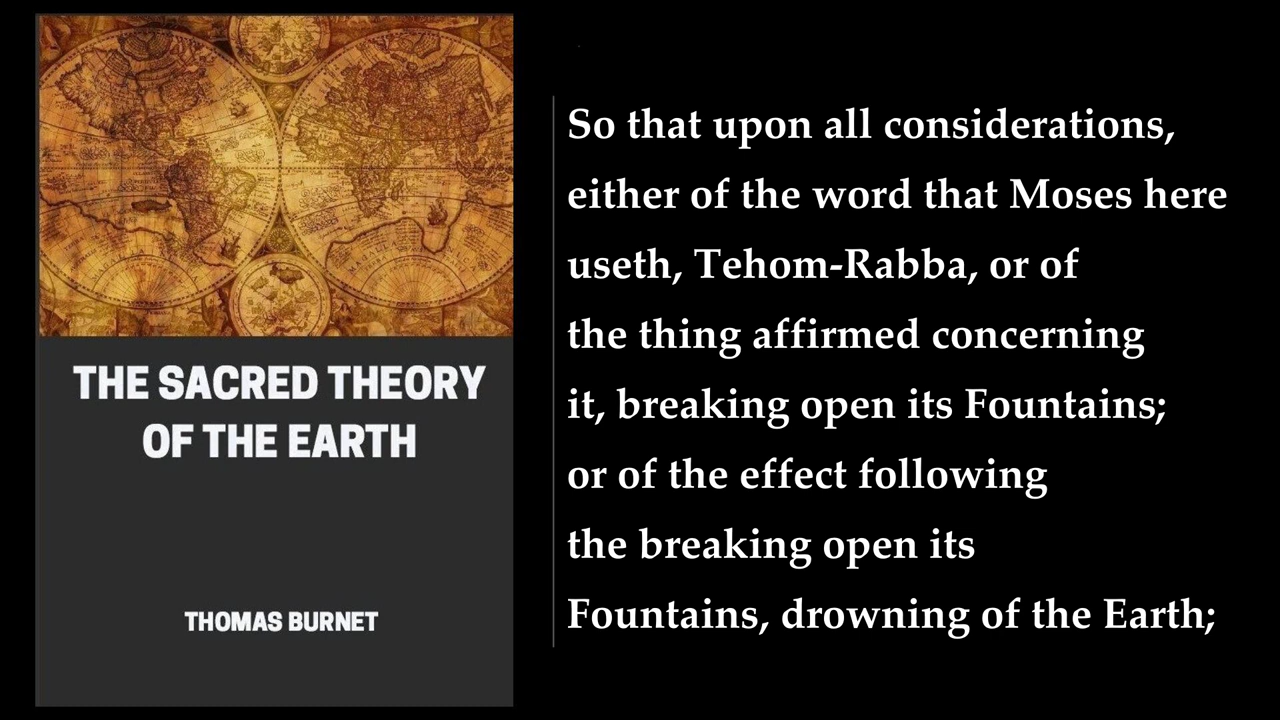 THE SACRED THEORY
OF THE EARTH
THOMAS BURNET
So that upon all considerations,
either of the word that Moses here
useth, Tehom-Rabba, or of
the thing affirmed concerning
it, breaking open its Fountains;
or of the effect following
the breaking open its
Fountains, drowning of the Earth;